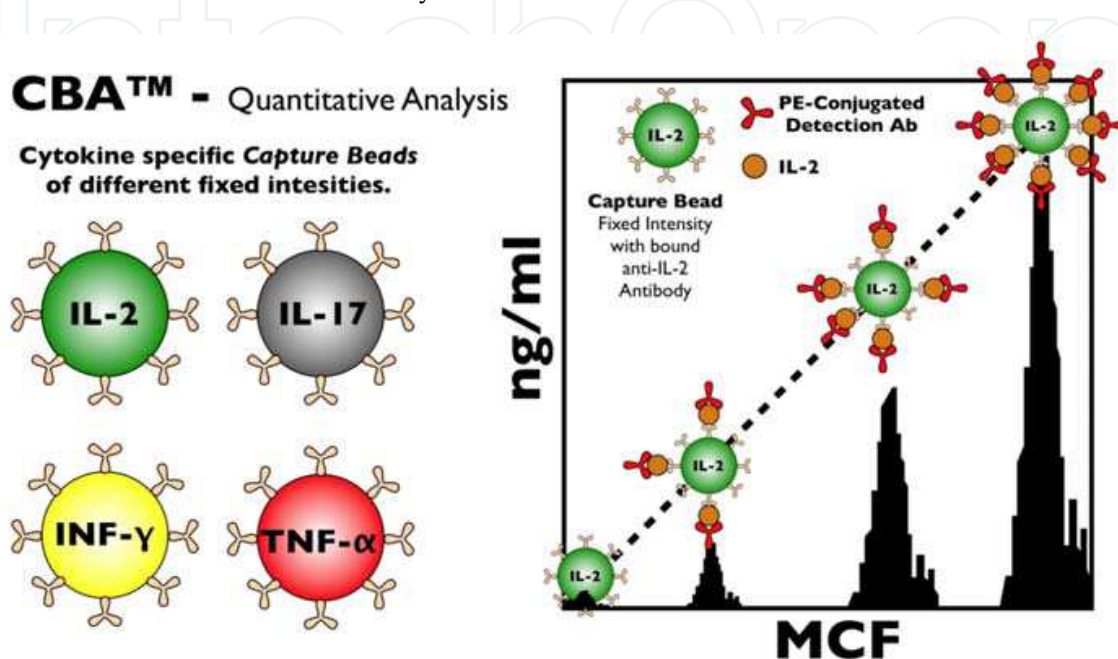 CBA™ - Quantitative Analysis
Cytokine specific Capture Beads
of different fixed intesities.
IL-2
IL-17
INF-γ
TNF-α
ng/ml
IL-2
PE-Conjugated
Detection Ab
IL-2
Capture Bead
Fixed Intensity
with bound
anti-IL-2
Antibody
IL-2
IL-2
IL-2
IL-2
MCF